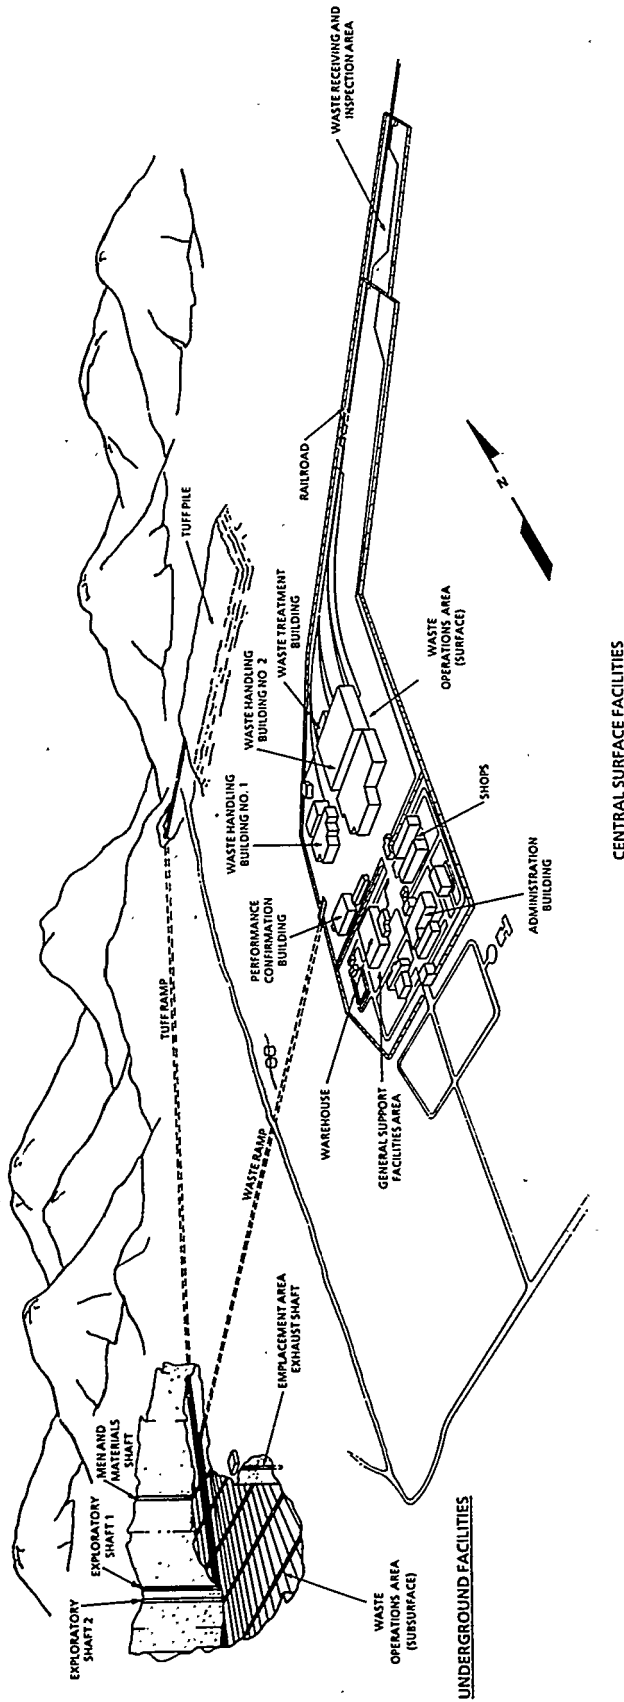 EXPLORATORY
SHAFT 2
EXPLORATORY
SHAFT 1
MEN AND
MATERIALS
SHAFT
TUFF RAMP
TUFF PILE
WASTE RAMP
EMPLACEMENT AREA
EXHAUST SHAFT
WASTE
OPERATIONS AREA
(SUBSURFACE)
UNDERGROUND FACILITIES
PERFORMANCE
CONFIRMATION
BUILDING
WASTE HANDLING
BUILDING NO. 1
WASTE HANDLING
BUILDING NO 2
WASTE TREATMENT
BUILDING
RAILROAD
WASTE RECEIVING AND
INSPECTION AREA
WAREHOUSE
GENERAL SUPPORT
FACILITIES AREA
ADMINISTRATION
BUILDING
SHOPS
WASTE
OPERATIONS AREA
(SURFACE)
N
CENTRAL SURFACE FACILITIES